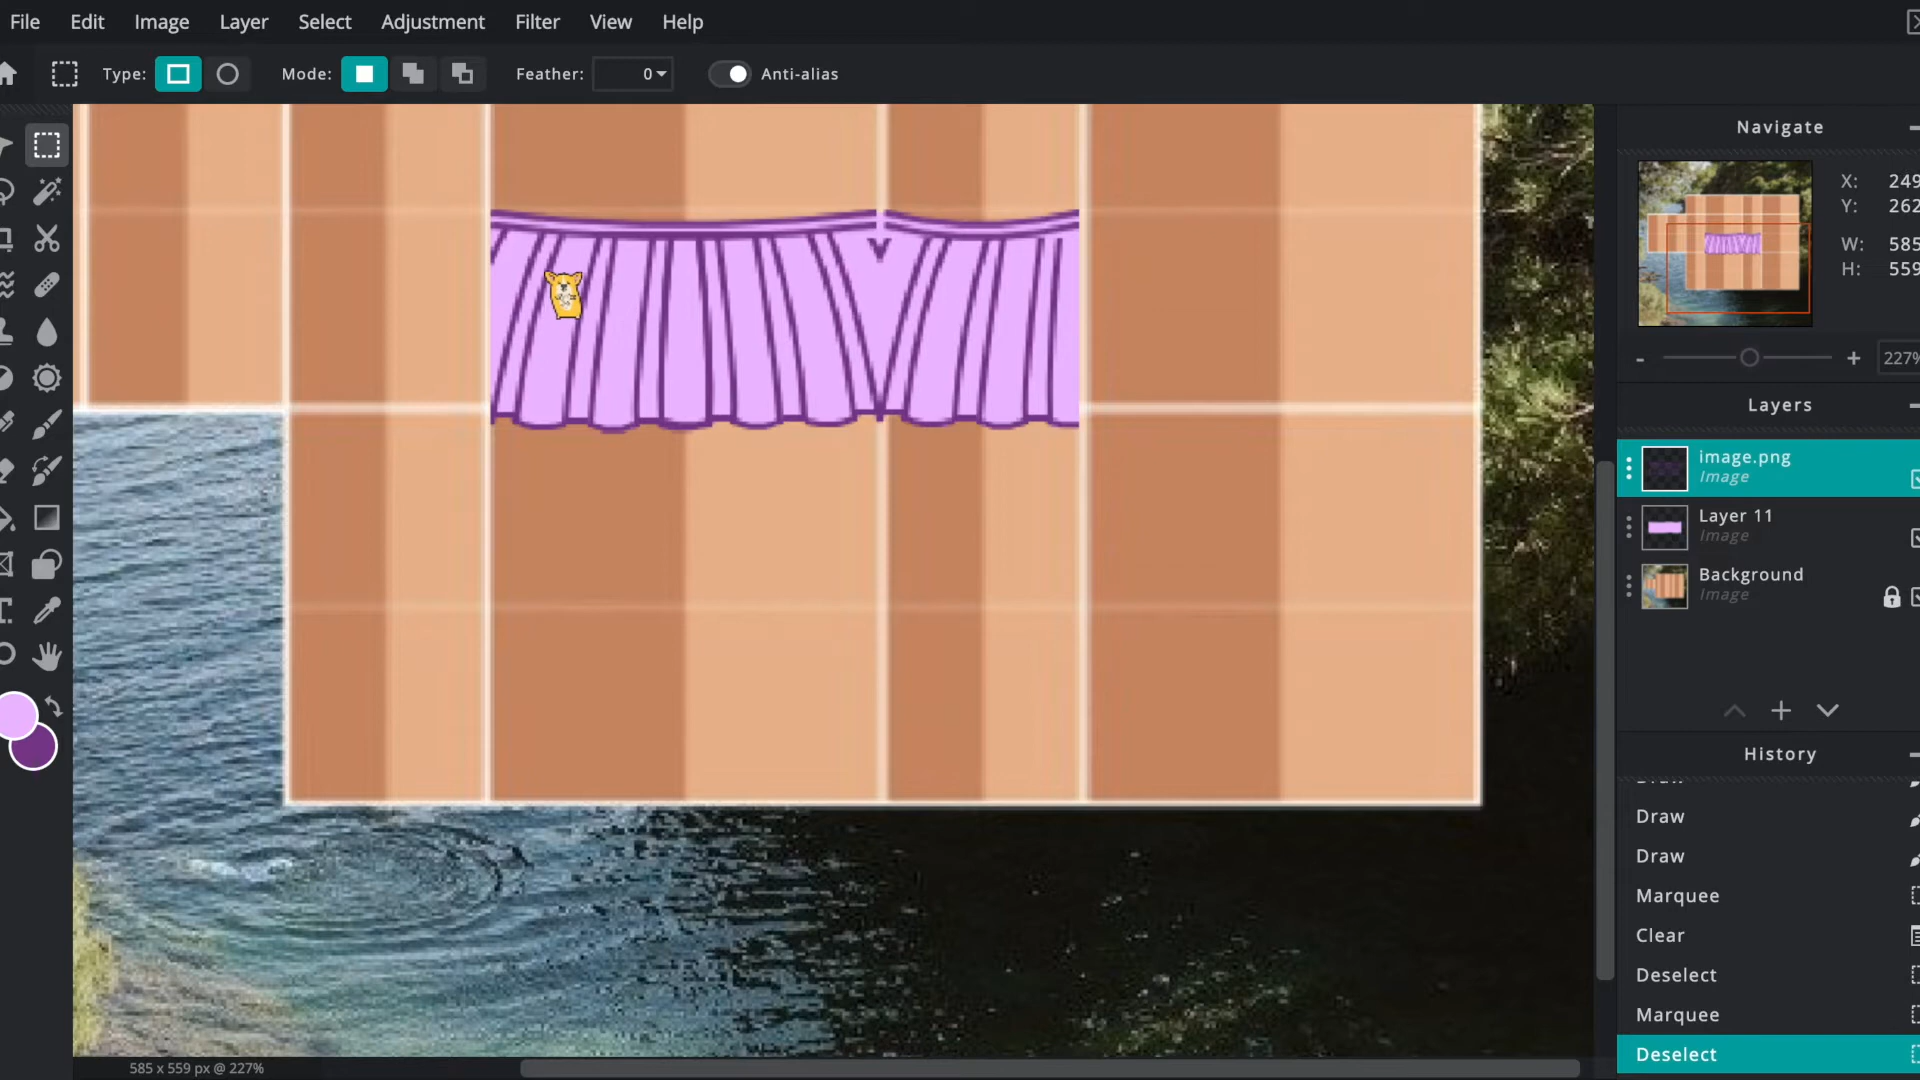 File Edit Image Layer Select Adjustment Filter View Help
Type: Mode: Feather: 0 Anti-alias
Navigate
X: 249
Y: 262
W: 585
H: 559
- + 227%
Layers
image.png
Image
Layer 11
Image
Background
Image
History
Draw
Draw
Marquee
Clear
Deselect
Marquee
Deselect
585 x 559 px @ 227%